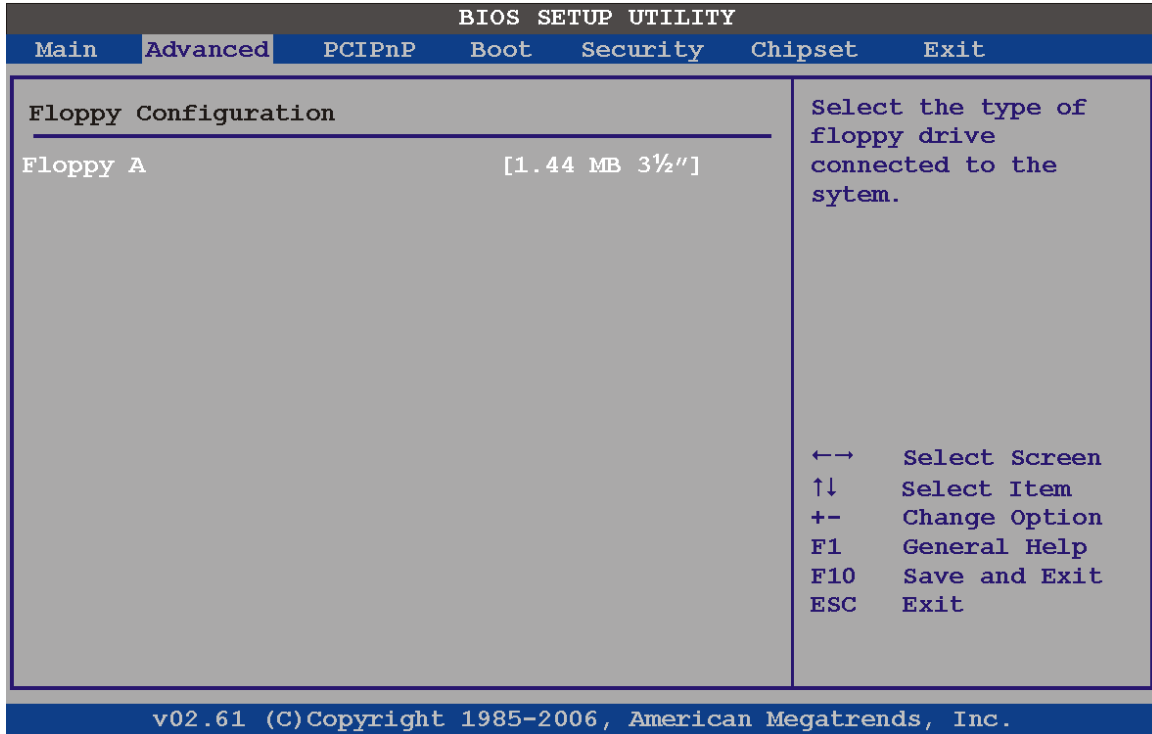 BIOS SETUP UTILITY
Main Advanced PCIPnP Boot Security Chipset Exit
Floppy Configuration
Floppy A [1.44 MB 3½″]
Select the type of
floppy drive
connected to the
sytem.
←→ Select Screen
↑↓ Select Item
+- Change Option
F1 General Help
F10 Save and Exit
ESC Exit
v02.61 (C)Copyright 1985-2006, American Megatrends, Inc.